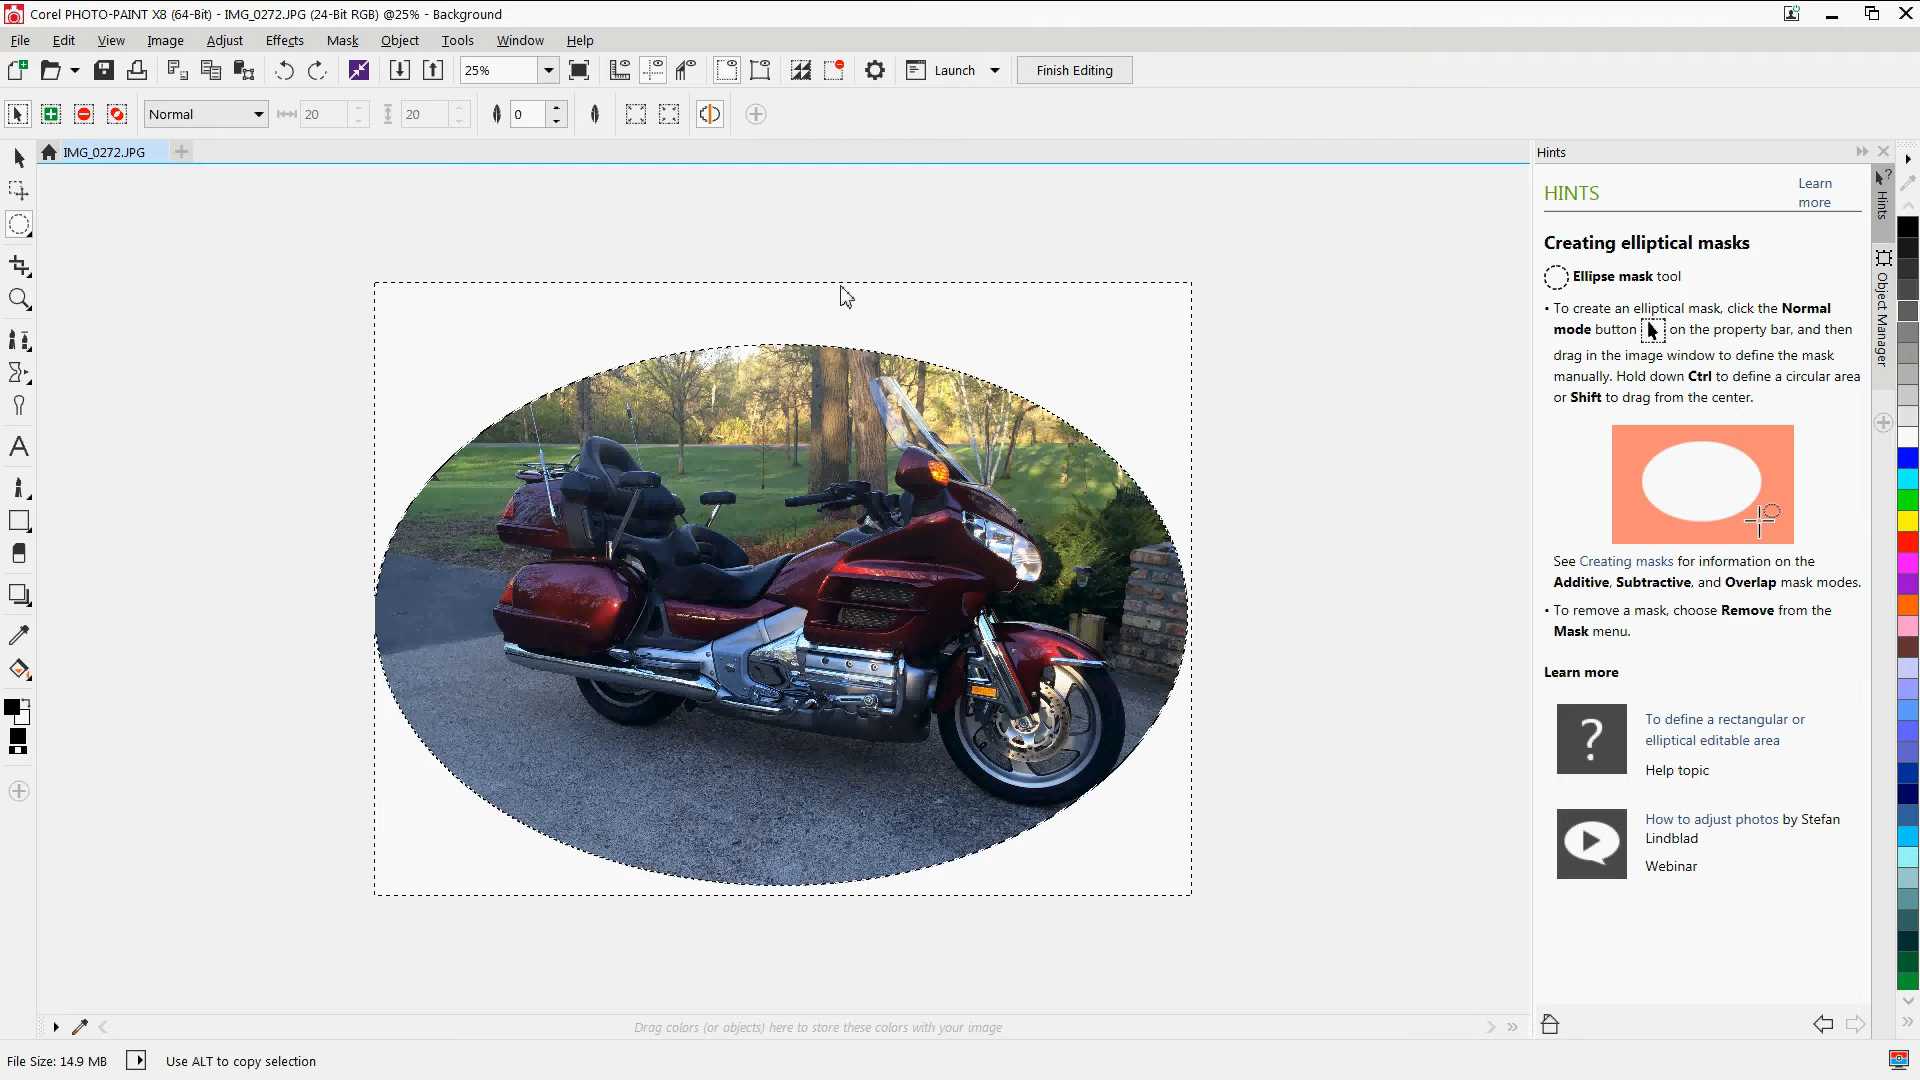 Corel PHOTO-PAINT X8 (64-Bit) - IMG_0272.JPG (24-Bit RGB) @25% - Background
File Edit View Image Adjust Effects Mask Object Tools Window Help
25% Launch Finish Editing
Normal 20 20 0
IMG_0272.JPG
Hints
HINTS
Learn
more
Creating elliptical masks
Ellipse mask tool
• To create an elliptical mask, click the Normal
mode button on the property bar, and then
drag in the image window to define the mask
manually. Hold down Ctrl to define a circular area
or Shift to drag from the center.
See Creating masks for information on the
Additive, Subtractive, and Overlap mask modes.
• To remove a mask, choose Remove from the
Mask menu.
Learn more
?
To define a rectangular or
elliptical editable area
Help topic
How to adjust photos by Stefan
Lindblad
Webinar
Hints
Object Manager
Drag colors (or objects) here to store these colors with your image
File Size: 14.9 MB Use ALT to copy selection